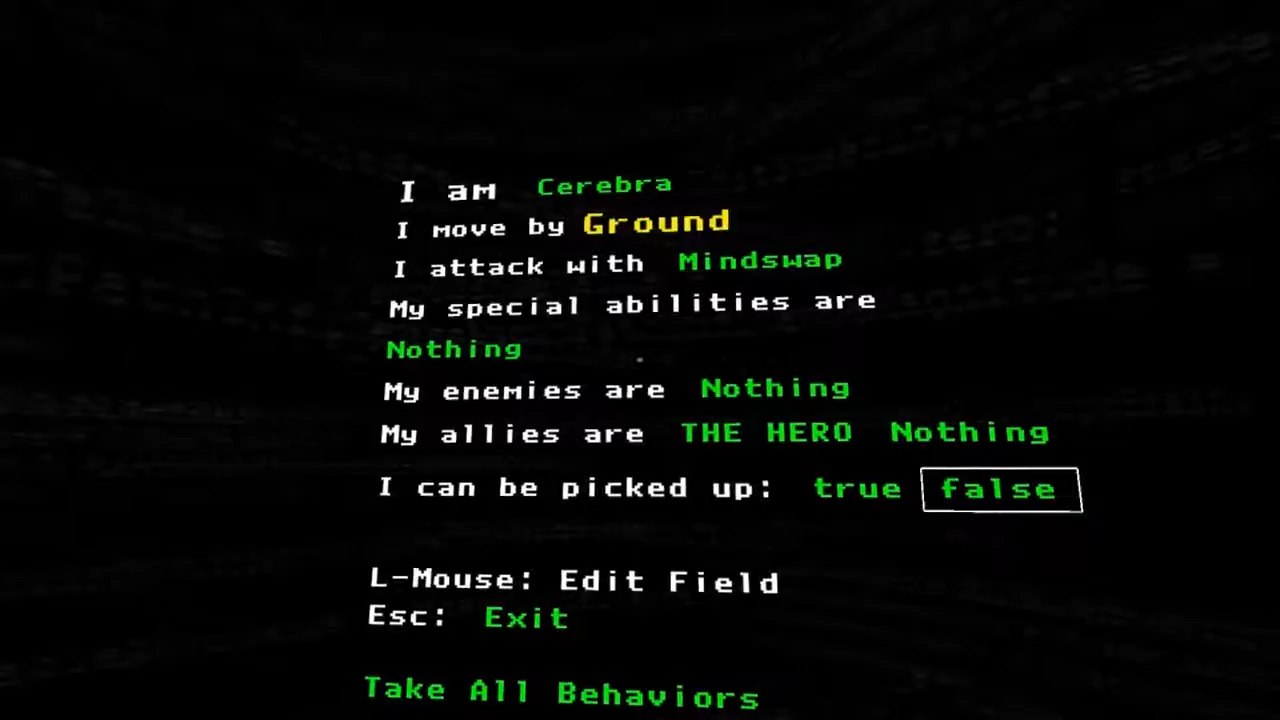 I am Cerebra
I move by Ground
I attack with Mindswap
My special abilities are
Nothing
My enemies are Nothing
My allies are THE HERO Nothing
I can be picked up: true false
L-Mouse: Edit Field
Esc: Exit
Take All Behaviors